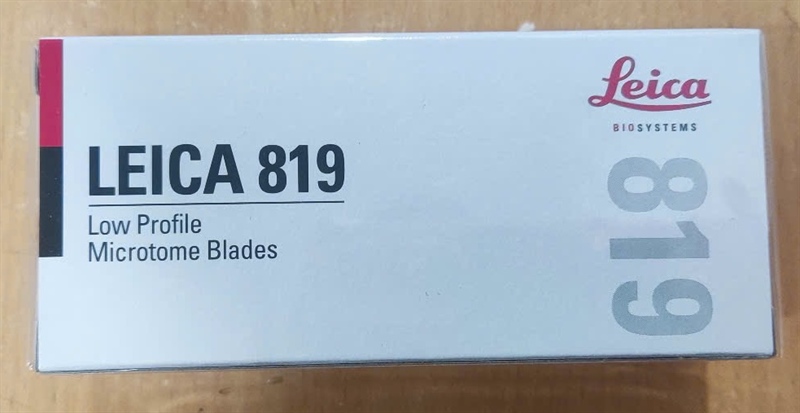 LEICA 819
Low Profile
Microtome Blades
Leica
BIOSYSTEMS
819